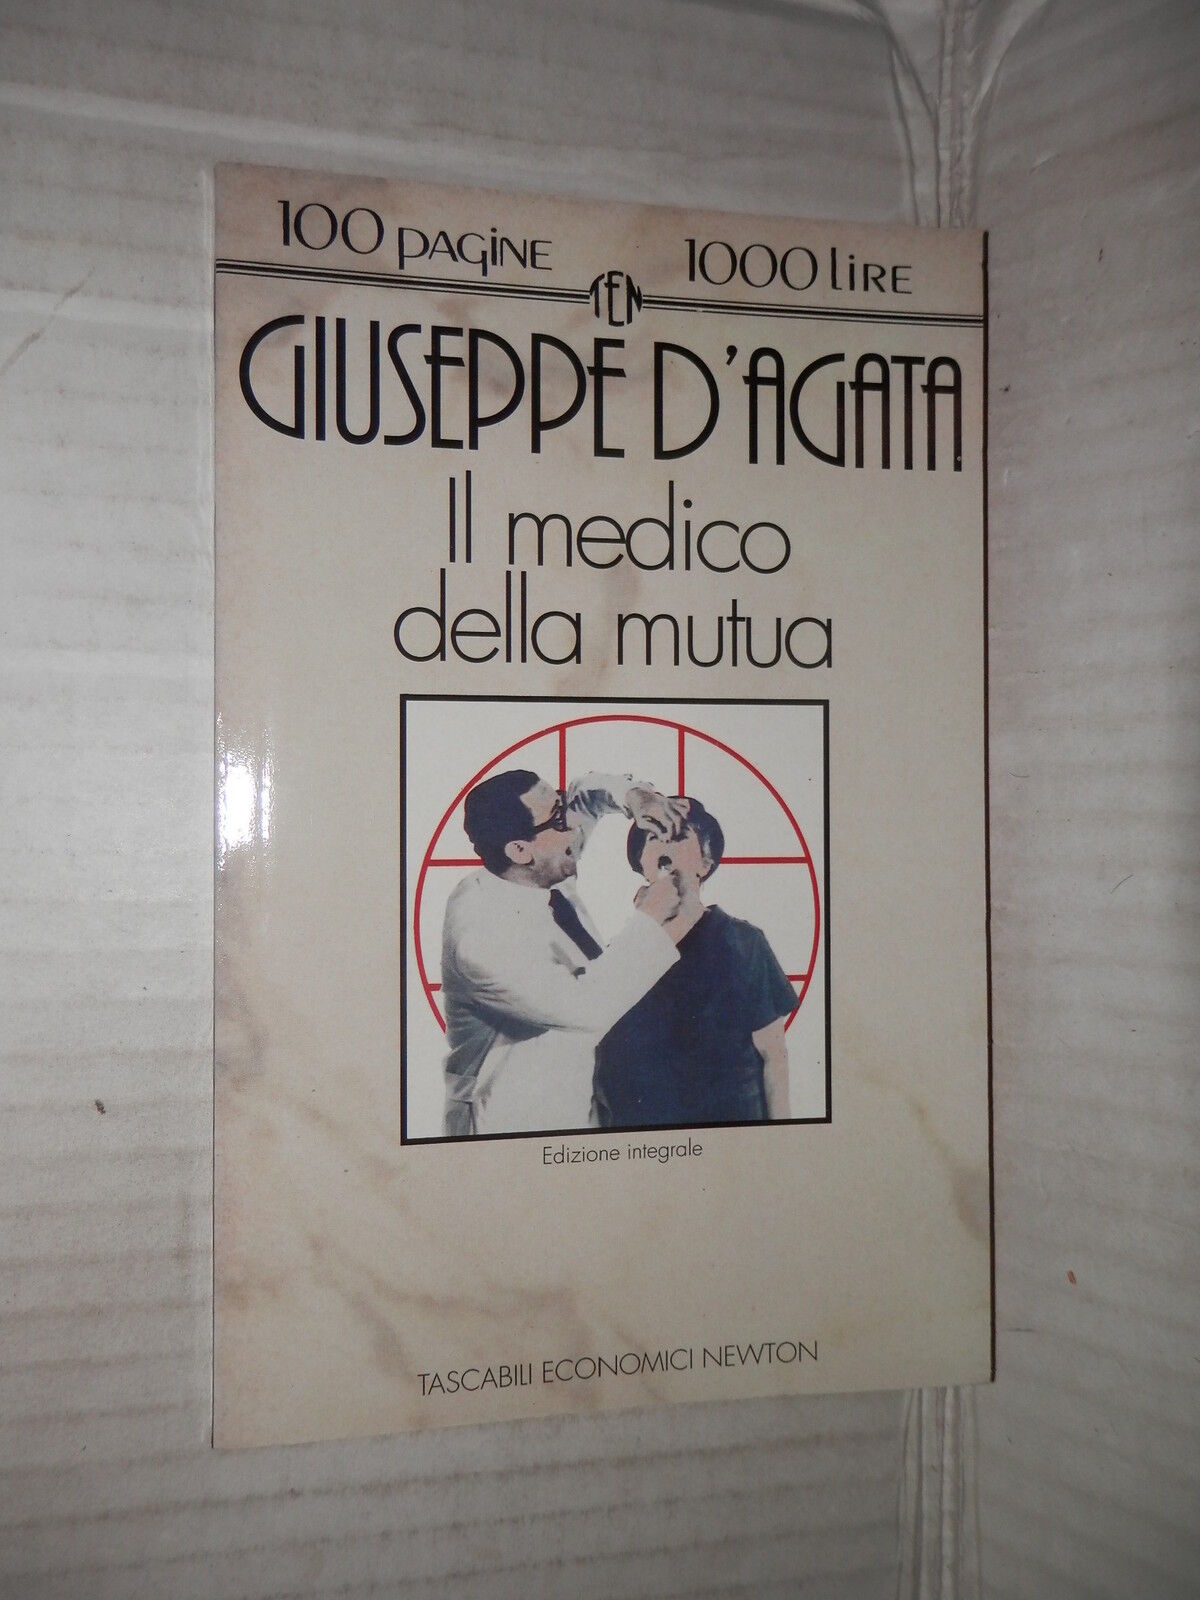 100 pagine 1000 lire
TEN
GIUSEPPE D'AGATA
Il medico
della mutua
Edizione integrale
TASCABILI ECONOMICI NEWTON